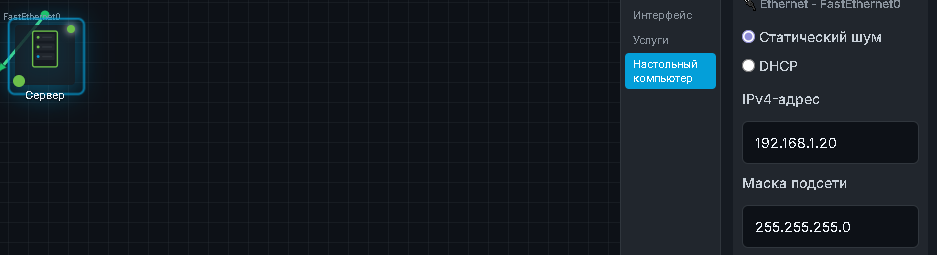 FastEthernet0
Сервер
Интерфейс
Услуги
Настольный
компьютер
Ethernet - FastEthernet0
Статический шум
DHCP
IPv4-адрес
192.168.1.20
Маска подсети
255.255.255.0